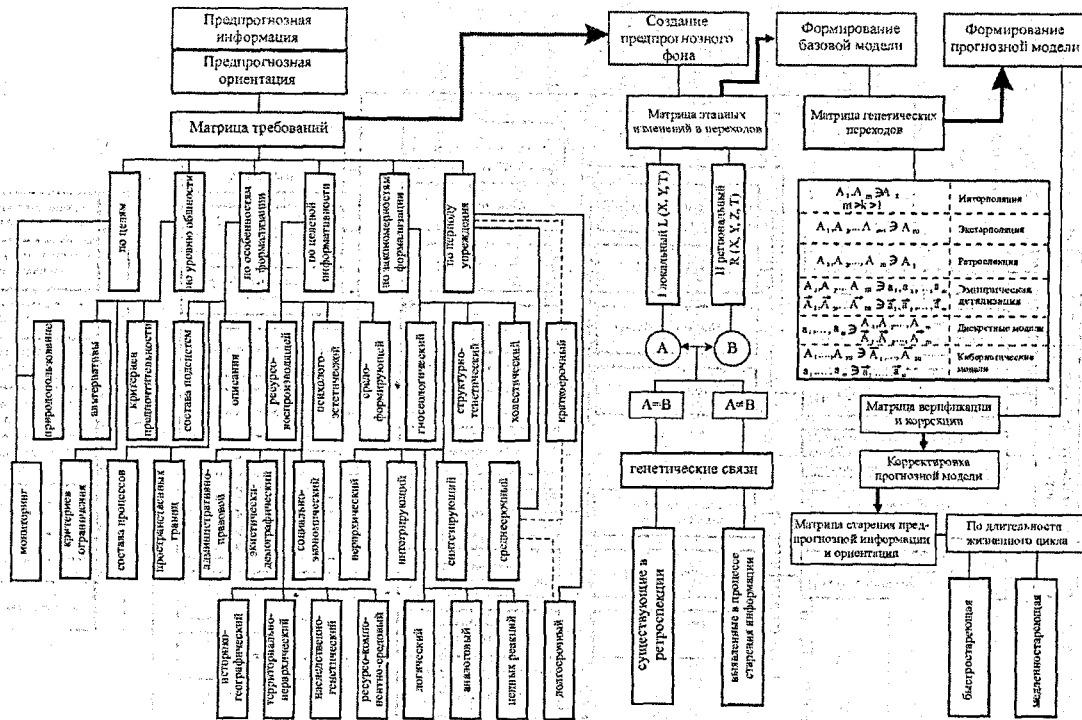 Предпрогнозная
информация
Предпрогнозная
ориентация
Матрица требований
по целям
по уровню общности
по особенностям
формализации
по целевой
информативности
по закономерностям
формализации
по периоду
упреждения
природопользование
альтернативы
критерии
предпочтительности
состава подсистем
описания
ресурсо-
воспроизводящей
психолого-
эстетической
средо-
формирующей
гносеологический
структурно-
генетический
холестический
краткосрочный
мониторинг
критериев
ограничения
состава процессов
пространственных
границ
административно-
правовой
экистически-
демографический
социально-
экономический
иерархический
интегрирующий
синтезирующий
среднесрочный
историко-
географический
территориально-
иерархический
наследственно-
генетический
ресурсо-компо-
нентно-средовый
логический
аналоговый
цепных реакций
долгосрочный
Создание
предпрогнозного
фона
Матрица этапных
изменений в переходов
I локальный L (X, Y, T)
II региональный
R (X, Y, Z, T)
A
B
A=B
A≠B
генетические связи
существующие в
ретроспекции
выявленные в процессе
старения информации
Формирование
базовой модели
Формирование
прогнозной модели
Матрица генетических
переходов
Интерполяция
m>k>1
Экстарполяция
Ретроспекция
Эмпирическая
детализация
Дискретные модели
Кибернетические
модели
Матрица верификации
и коррекции
Корректировка
прогнозной модели
Матрица старения пред-
прогнозной информации
и ориентации
По длительности
жизненного цикла
быстростареющая
медленностареющая